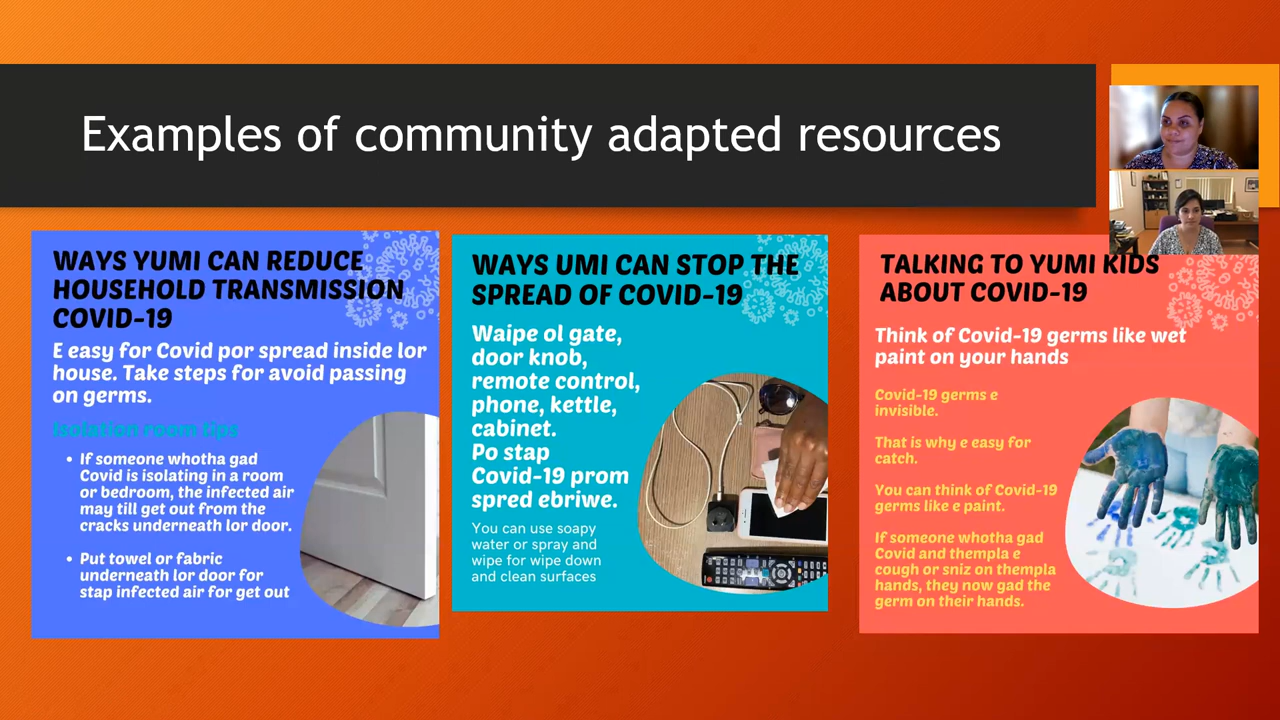 Examples of community adapted resources
WAYS YUMI CAN REDUCE
HOUSEHOLD TRANSMISSION
COVID-19
E easy for Covid por spread inside lor
house. Take steps for avoid passing
on germs.
Isolation room tips
• If someone whotha gad
Covid is isolating in a room
or bedroom, the infected air
may till get out from the
cracks underneath lor door.
• Put towel or fabric
underneath lor door for
stap infected air for get out
WAYS UMI CAN STOP THE
SPREAD OF COVID-19
Waipe ol gate,
door knob,
remote control,
phone, kettle,
cabinet.
Po stap
Covid-19 prom
spred ebriwe.
You can use soapy
water or spray and
wipe for wipe down
and clean surfaces
TALKING TO YUMI KIDS
ABOUT COVID-19
Think of Covid-19 germs like wet
paint on your hands
Covid-19 germs e
invisible.
That is why e easy for
catch.
You can think of Covid-19
germs like e paint.
If someone whotha gad
Covid and thempla e
cough or sniz on thempla
hands, they now gad the
germ on their hands.